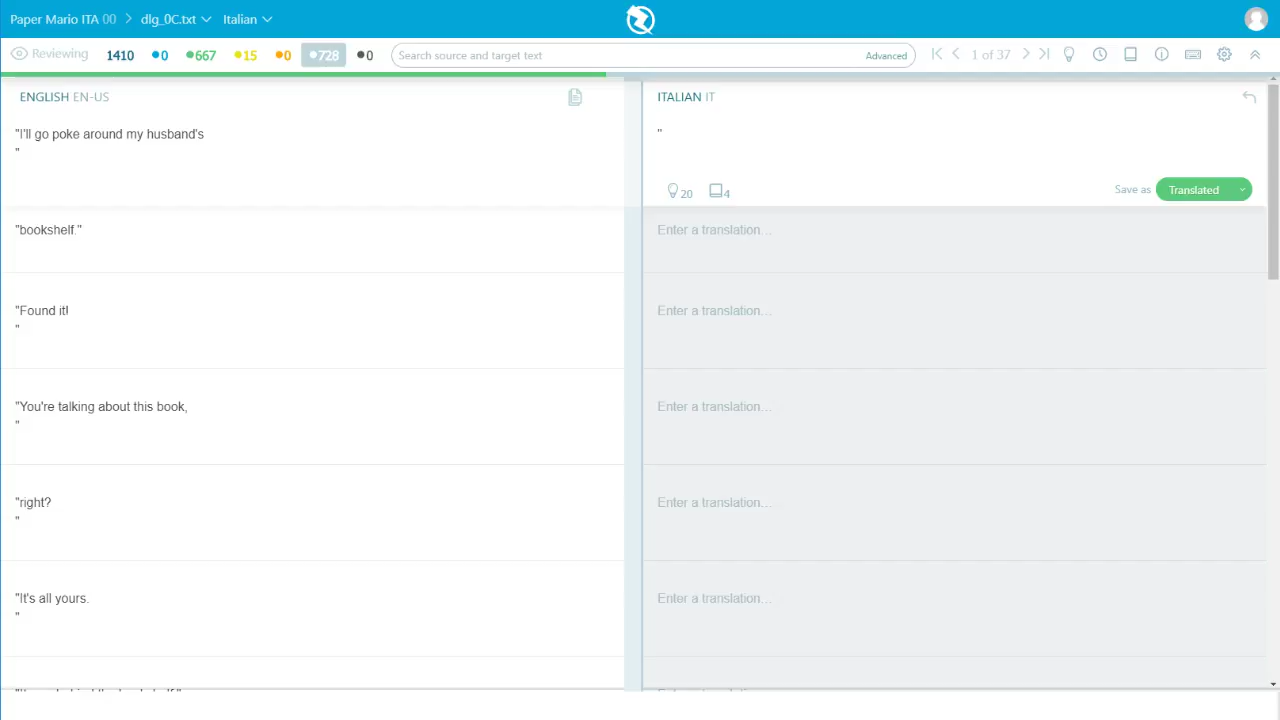 Paper Mario ITA 00 dlg_0C.txt Italian
Reviewing 1410 0 667 15 0 728 0 Search source and target text Advanced 1 of 37
ENGLISH EN-US
"I'll go poke around my husband's
"
"bookshelf."
"Found it!
"
"You're talking about this book,
"
"right?
"
"It's all yours.
"
ITALIAN IT
"
20 4 Save as Translated
Enter a translation...
Enter a translation...
Enter a translation...
Enter a translation...
Enter a translation...